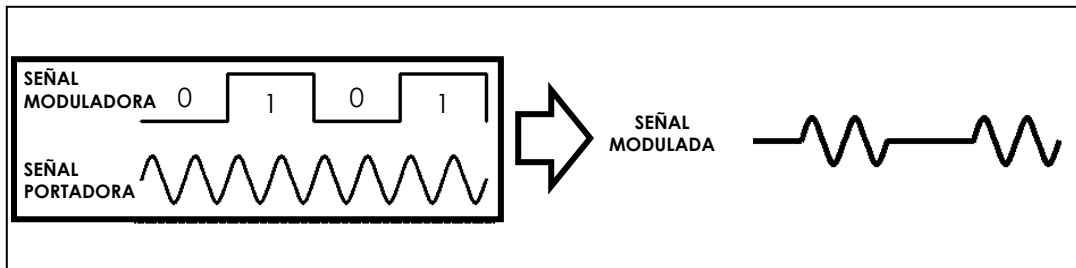 SEÑAL
MODULADORA
0 1 0 1
SEÑAL
PORTADORA
SEÑAL
MODULADA